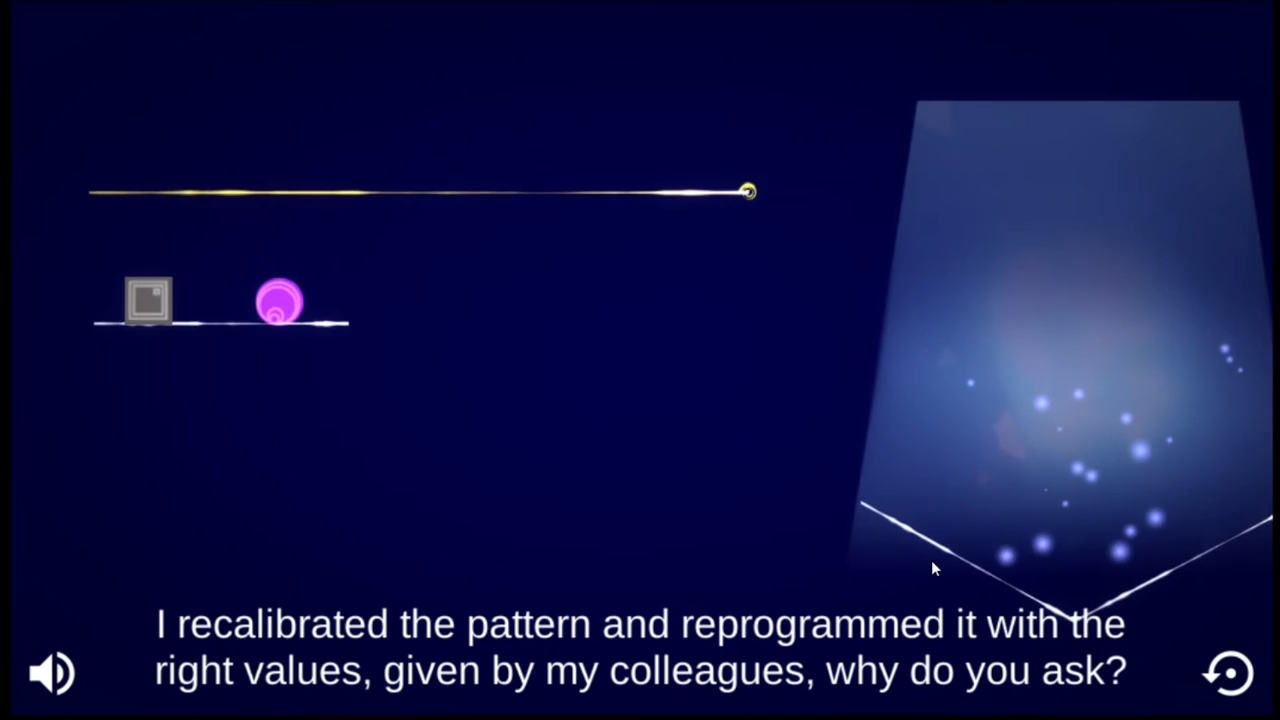 I recalibrated the pattern and reprogrammed it with the
right values, given by my colleagues, why do you ask?